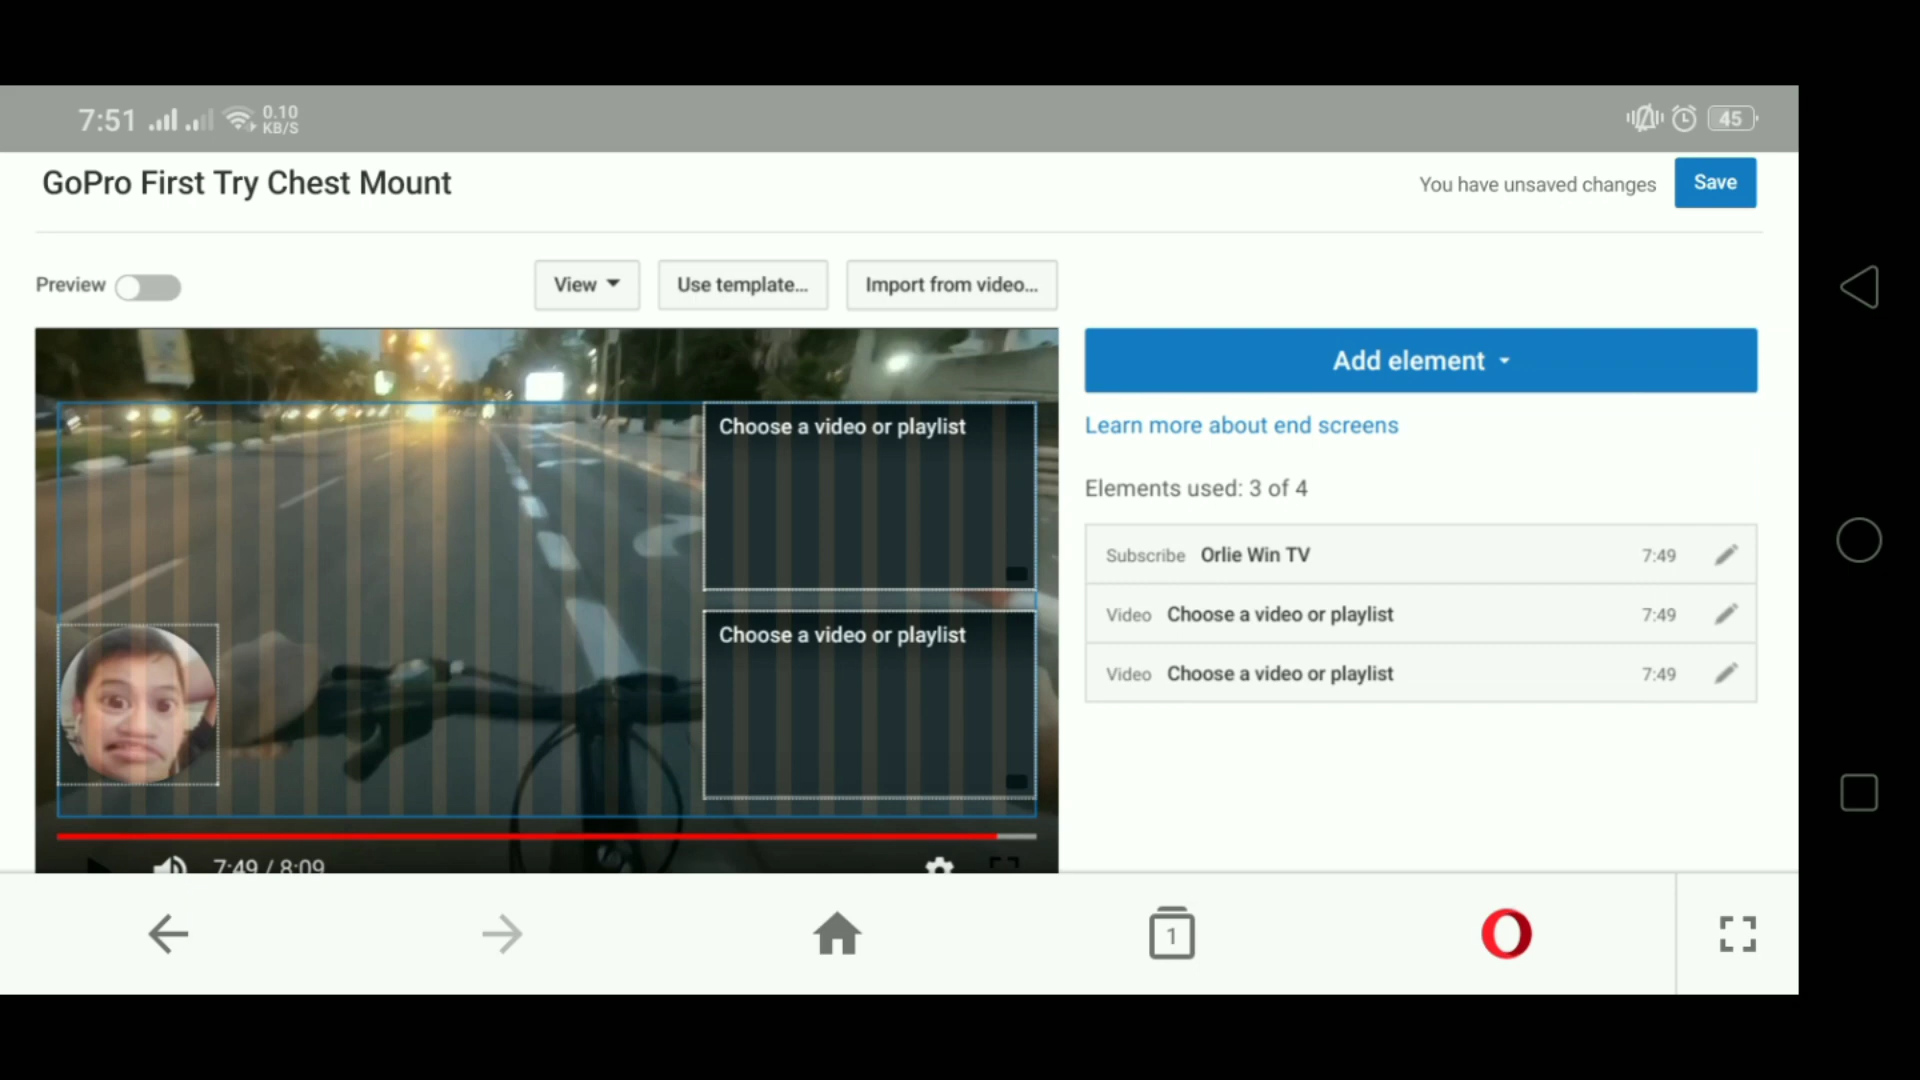 7:51 0.10 KB/S 45
GoPro First Try Chest Mount
You have unsaved changes Save
Preview View Use template... Import from video...
Add element
Learn more about end screens
Elements used: 3 of 4
Subscribe Orlie Win TV 7:49
Video Choose a video or playlist 7:49
Video Choose a video or playlist 7:49
Choose a video or playlist
Choose a video or playlist
7:49 / 8:09
1